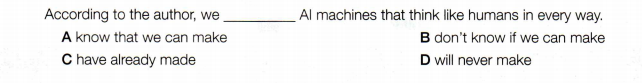 According to the author, we __________ AI machines that think like humans in every way.
A know that we can make B don't know if we can make
C have already made D will never make